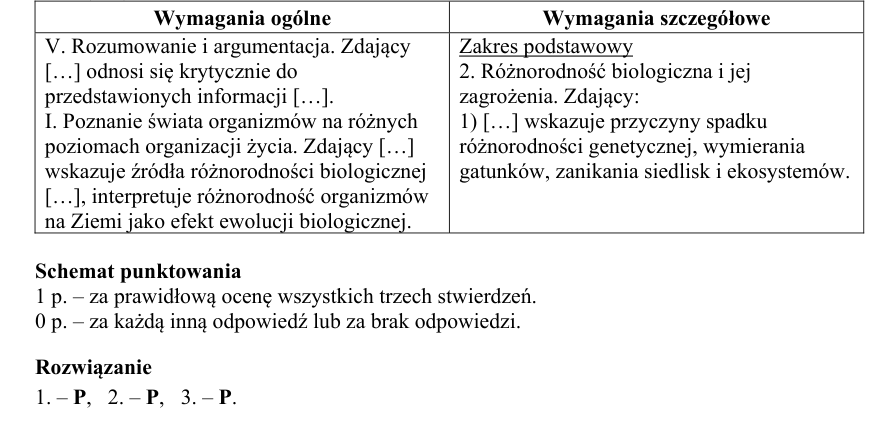 Wymagania ogólne
Wymagania szczegółowe
V. Rozumowanie i argumentacja. Zdający
[…] odnosi się krytycznie do
przedstawionych informacji […].
I. Poznanie świata organizmów na różnych
poziomach organizacji życia. Zdający […]
wskazuje źródła różnorodności biologicznej
[…], interpretuje różnorodność organizmów
na Ziemi jako efekt ewolucji biologicznej.
Zakres podstawowy
2. Różnorodność biologiczna i jej
zagrożenia. Zdający:
1) […] wskazuje przyczyny spadku
różnorodności genetycznej, wymierania
gatunków, zanikania siedlisk i ekosystemów.
Schemat punktowania
1 p. – za prawidłową ocenę wszystkich trzech stwierdzeń.
0 p. – za każdą inną odpowiedź lub za brak odpowiedzi.
Rozwiązanie
1. – P, 2. – P, 3. – P.